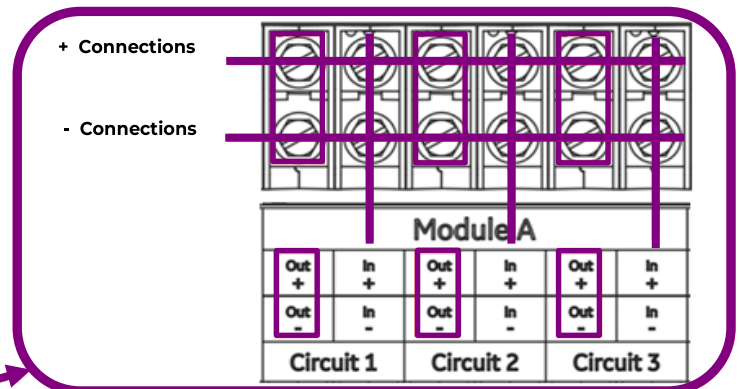 + Connections
- Connections
Module A
Out + In + Out + In + Out + In +
Out - In - Out - In - Out - In -
Circuit 1 Circuit 2 Circuit 3